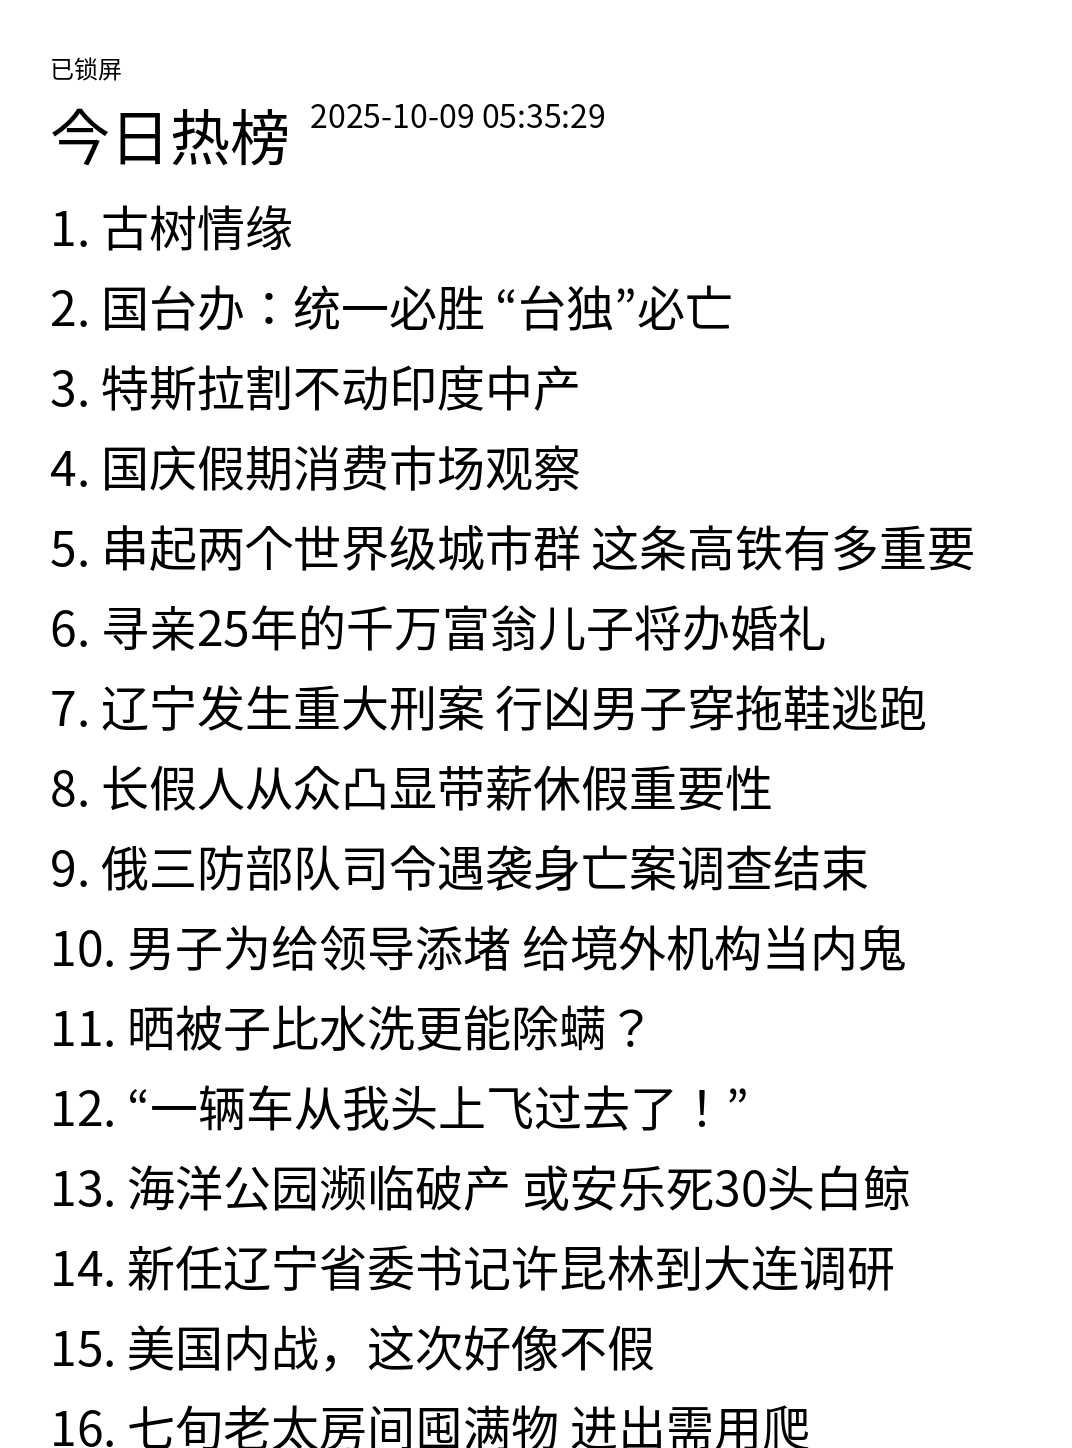 已锁屏
今日热榜 2025-10-09 05:35:29
1. 古树情缘
2. 国台办：统一必胜 “台独”必亡
3. 特斯拉割不动印度中产
4. 国庆假期消费市场观察
5. 串起两个世界级城市群 这条高铁有多重要
6. 寻亲25年的千万富翁儿子将办婚礼
7. 辽宁发生重大刑案 行凶男子穿拖鞋逃跑
8. 长假人从众凸显带薪休假重要性
9. 俄三防部队司令遇袭身亡案调查结束
10. 男子为给领导添堵 给境外机构当内鬼
11. 晒被子比水洗更能除螨？
12. “一辆车从我头上飞过去了！”
13. 海洋公园濒临破产 或安乐死30头白鲸
14. 新任辽宁省委书记许昆林到大连调研
15. 美国内战，这次好像不假
16. 七旬老太房间囤满物 进出需用爬